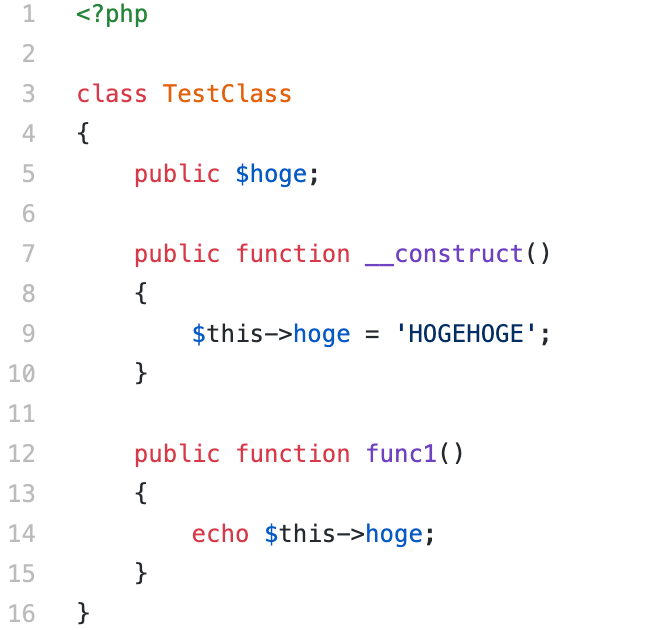 1 <?php
2
3 class TestClass
4 {
5     public $hoge;
6
7     public function __construct()
8     {
9         $this->hoge = 'HOGEHOGE';
10     }
11
12     public function func1()
13     {
14         echo $this->hoge;
15     }
16 }